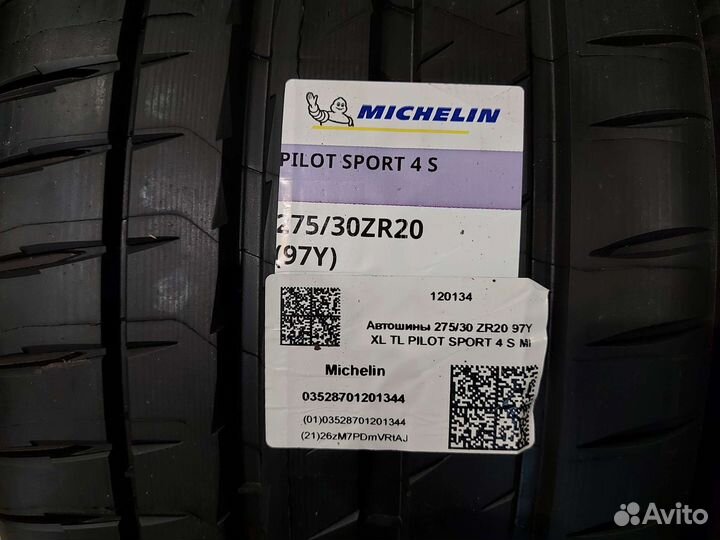 MICHELIN
PILOT SPORT 4 S
275/30ZR20
(97Y)
120134
Автошины 275/30 ZR20 97Y
XL TL PILOT SPORT 4 S MI
Michelin
03528701201344
(01)03528701201344
(21)26zM7PDmVRtAJ
Avito